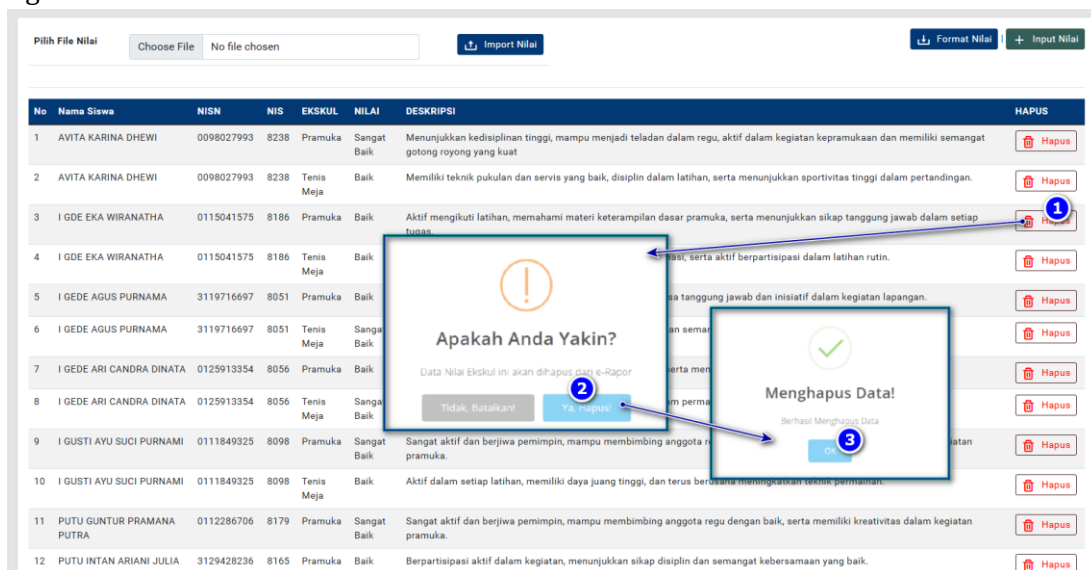 Pilih File Nilai
Choose File No file chosen
Import Nilai
Format Nilai | + Input Nilai
No Nama Siswa NISN NIS EKSKUL NILAI DESKRIPSI HAPUS
1 AVITA KARINA DHEWI 0098027993 8238 Pramuka Sangat Baik Menunjukkan kedisiplinan tinggi, mampu menjadi teladan dalam regu, aktif dalam kegiatan kepramukaan dan memiliki semangat
gotong royong yang kuat
Hapus
2 AVITA KARINA DHEWI 0098027993 8238 Tenis Meja Baik Memiliki teknik pukulan dan servis yang baik, disiplin dalam latihan, serta menunjukkan sportivitas tinggi dalam pertandingan. Hapus
3 I GDE EKA WIRANATHA 0115041575 8186 Pramuka Baik Aktif mengikuti latihan, memahami materi keterampilan dasar pramuka, serta menunjukkan sikap tanggung jawab dalam setiap
tugas
1
Hapus
4 I GDE EKA WIRANATHA 0115041575 8186 Tenis Meja Baik serta aktif berpartisipasi dalam latihan rutin. Hapus
5 I GEDE AGUS PURNAMA 3119716697 8051 Pramuka Baik tanggung jawab dan inisiatif dalam kegiatan lapangan. Hapus
6 I GEDE AGUS PURNAMA 3119716697 8051 Tenis Meja Baik Hapus
7 I GEDE ARI CANDRA DINATA 0125913354 8056 Pramuka Baik Hapus
8 I GEDE ARI CANDRA DINATA 0125913354 8056 Tenis Meja Baik Hapus
9 I GUSTI AYU SUCI PURNAMI 0111849325 8098 Pramuka Sangat Baik Sangat aktif dan berjiwa pemimpin, mampu membimbing anggota
pramuka.
Hapus
10 I GUSTI AYU SUCI PURNAMI 0111849325 8098 Tenis Meja Baik Aktif dalam setiap latihan, memiliki daya juang tinggi, dan terus berusaha meningkatkan teknik permainan. Hapus
11 PUTU GUNTUR PRAMANA PUTRA 0112286706 8179 Pramuka Sangat Baik Sangat aktif dan berjiwa pemimpin, mampu membimbing anggota regu dengan baik, serta memiliki kreativitas dalam kegiatan
pramuka.
Hapus
12 PUTU INTAN ARIANI JULIA 3129428236 8165 Pramuka Baik Berpartisipasi aktif dalam kegiatan, menunjukkan sikap disiplin dan semangat kebersamaan yang baik. Hapus
Apakah Anda Yakin?
Data Nilai Ekskul ini akan dihapus dari e-Rapor
2
Tidak, Batalkan! Ya, Hapus!
Menghapus Data!
Berhasil Menghapus Data
OK
3